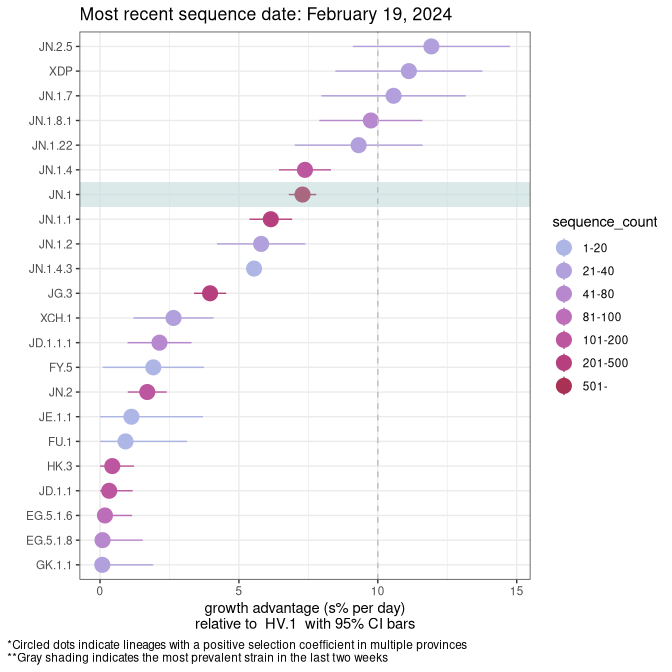 Most recent sequence date: February 19, 2024
JN.2.5
XDP
JN.1.7
JN.1.8.1
JN.1.22
JN.1.4
JN.1
JN.1.1
JN.1.2
JN.1.4.3
JG.3
XCH.1
JD.1.1.1
FY.5
JN.2
JE.1.1
FU.1
HK.3
JD.1.1
EG.5.1.6
EG.5.1.8
GK.1.1
0 5 10 15
growth advantage (s% per day)
relative to HV.1 with 95% CI bars
sequence_count
1-20
21-40
41-80
81-100
101-200
201-500
501-
*Circled dots indicate lineages with a positive selection coefficient in multiple provinces
**Gray shading indicates the most prevalent strain in the last two weeks